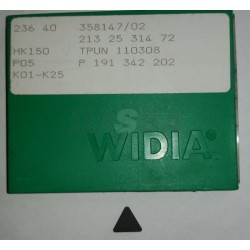 236 40 358147/02
213 25 314 72
HK150 TPUN 110308
P05 P 191 342 202
K01-K25
S
WIDIA